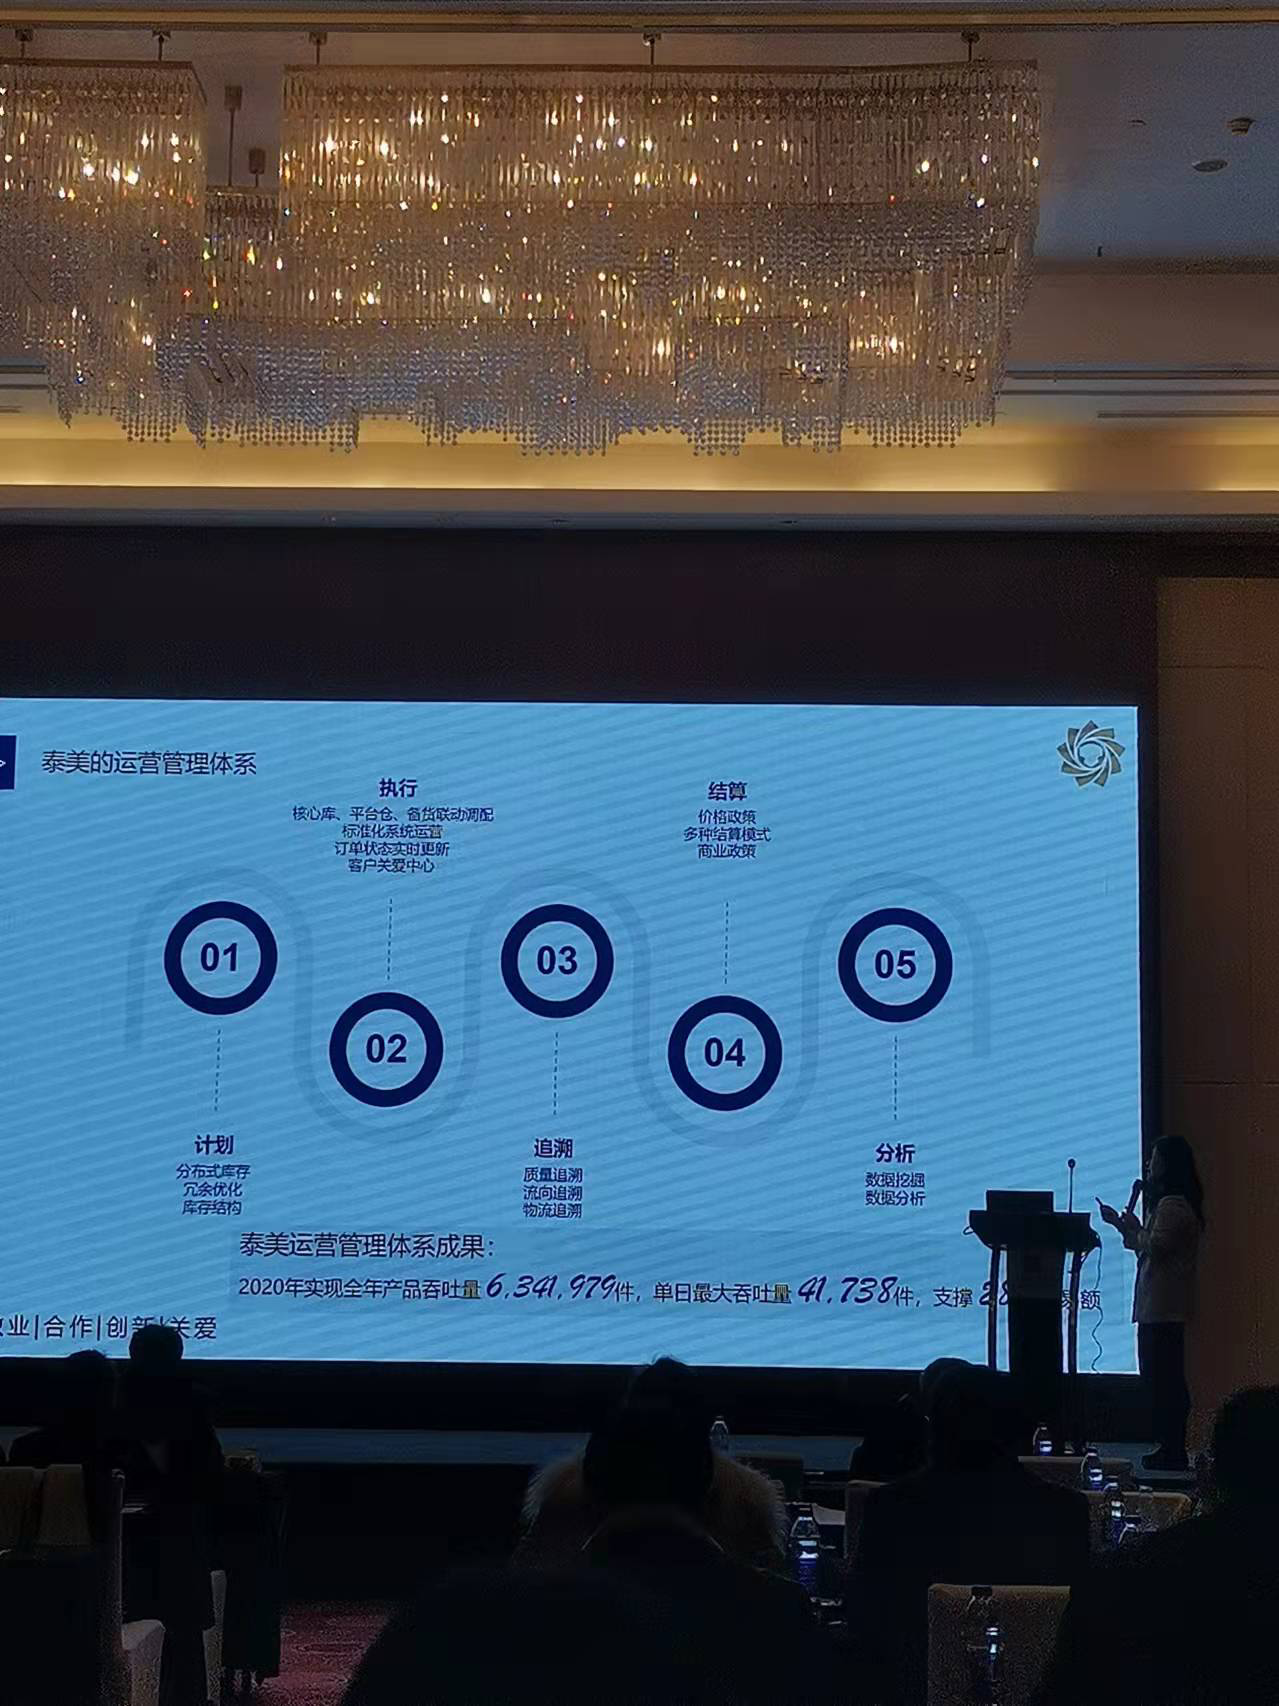 泰美的运营管理体系
执行
核心库、平台仓、备货联动调配
标准化系统运营
订单状态实时更新
客户关爱中心
结算
价格政策
多种结算模式
商业政策
01
02
03
04
05
计划
分布式库存
冗余优化
库存结构
追溯
质量追溯
流向追溯
物流追溯
分析
数据挖掘
数据分析
泰美运营管理体系成果：
2020年实现全年产品吞吐量6,341,979件，单日最大吞吐量41,738件，支撑28 易额
业|合作|创新|关爱